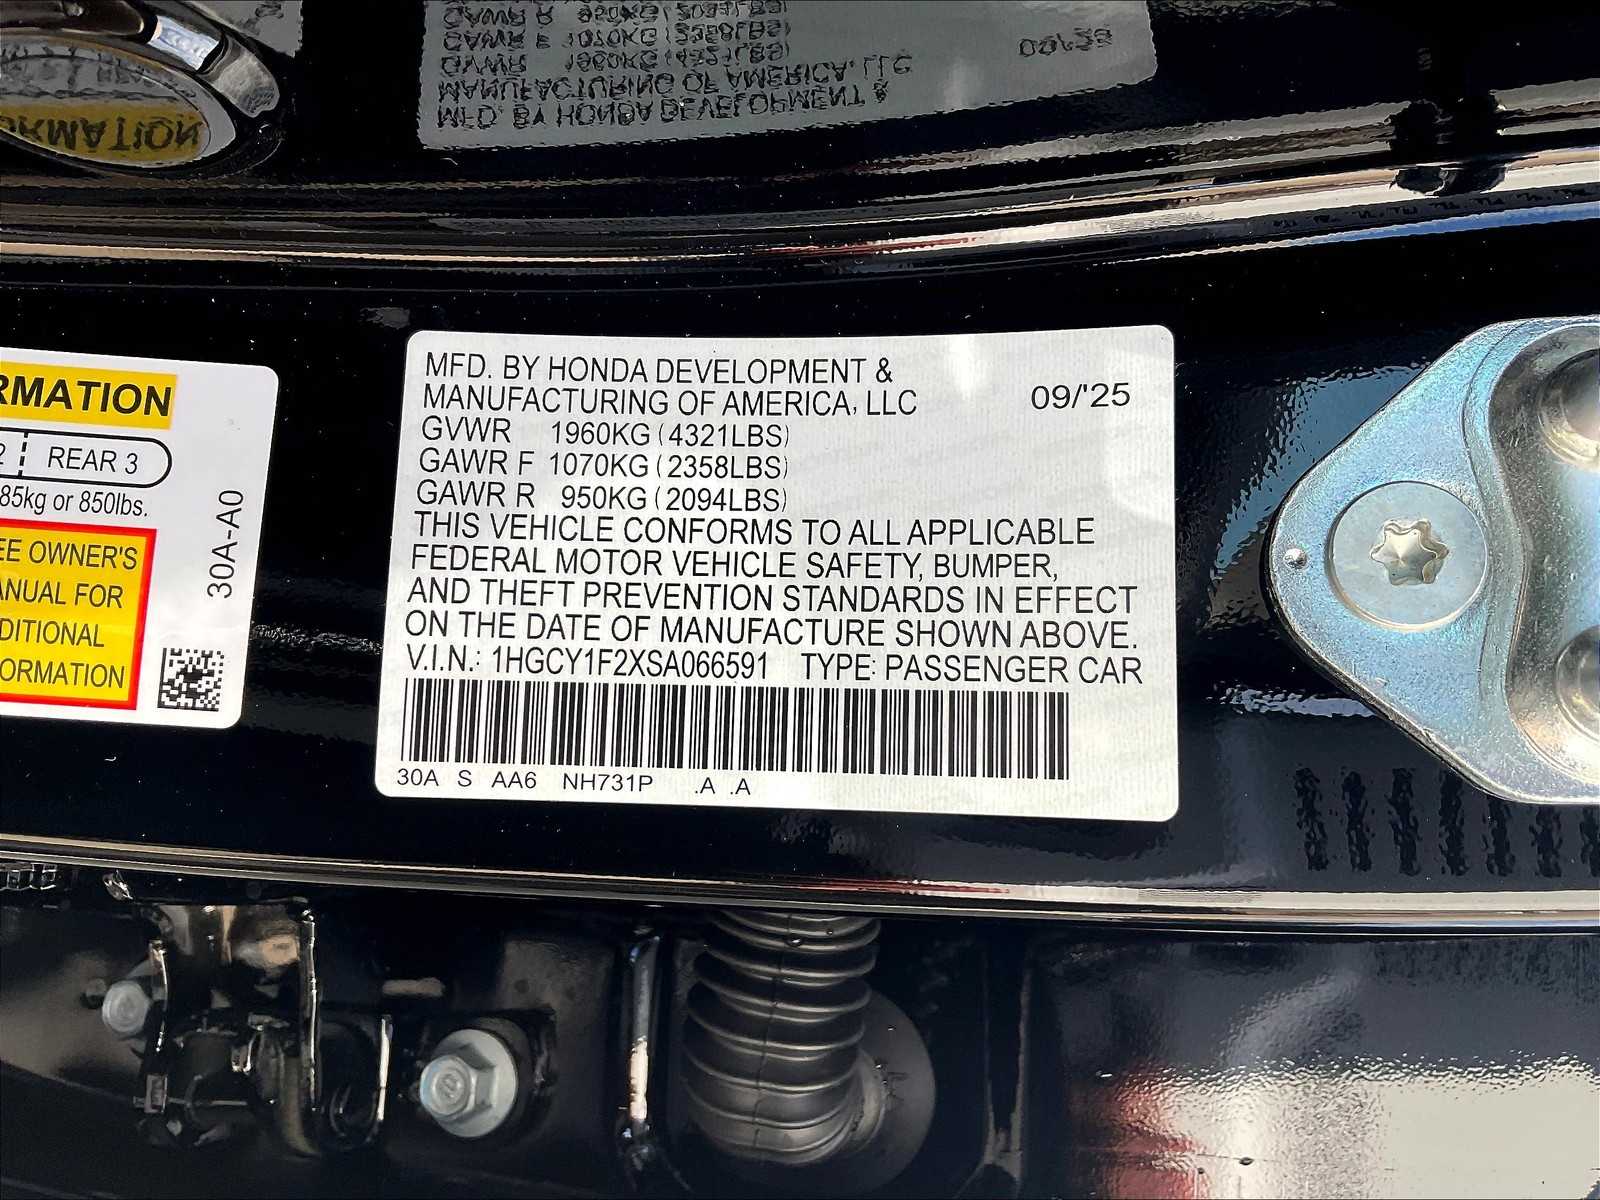 RMATION
2 REAR 3
85kg or 850lbs.
EE OWNER'S
ANUAL FOR
DITIONAL
FORMATION
30A-A0
MFD. BY HONDA DEVELOPMENT &
MANUFACTURING OF AMERICA, LLC 09/'25
GVWR 1960KG (4321LBS)
GAWR F 1070KG (2358LBS)
GAWR R 950KG (2094LBS)
THIS VEHICLE CONFORMS TO ALL APPLICABLE
FEDERAL MOTOR VEHICLE SAFETY, BUMPER,
AND THEFT PREVENTION STANDARDS IN EFFECT
ON THE DATE OF MANUFACTURE SHOWN ABOVE.
V.I.N.: 1HGCY1F2XSA066591 TYPE: PASSENGER CAR
30A S AA6 NH731P .A .A